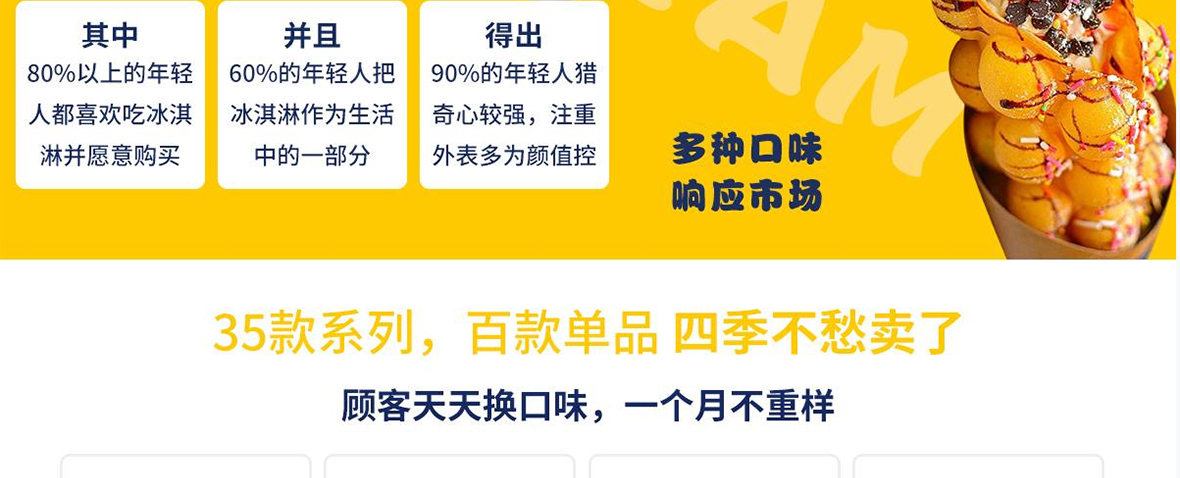 其中
80%以上的年轻
人都喜欢吃冰淇
淋并愿意购买
并且
60%的年轻人把
冰淇淋作为生活
中的一部分
得出
90%的年轻人猎
奇心较强，注重
外表多为颜值控
AM
多种口味
响应市场
35款系列，百款单品 四季不愁卖了
顾客天天换口味，一个月不重样